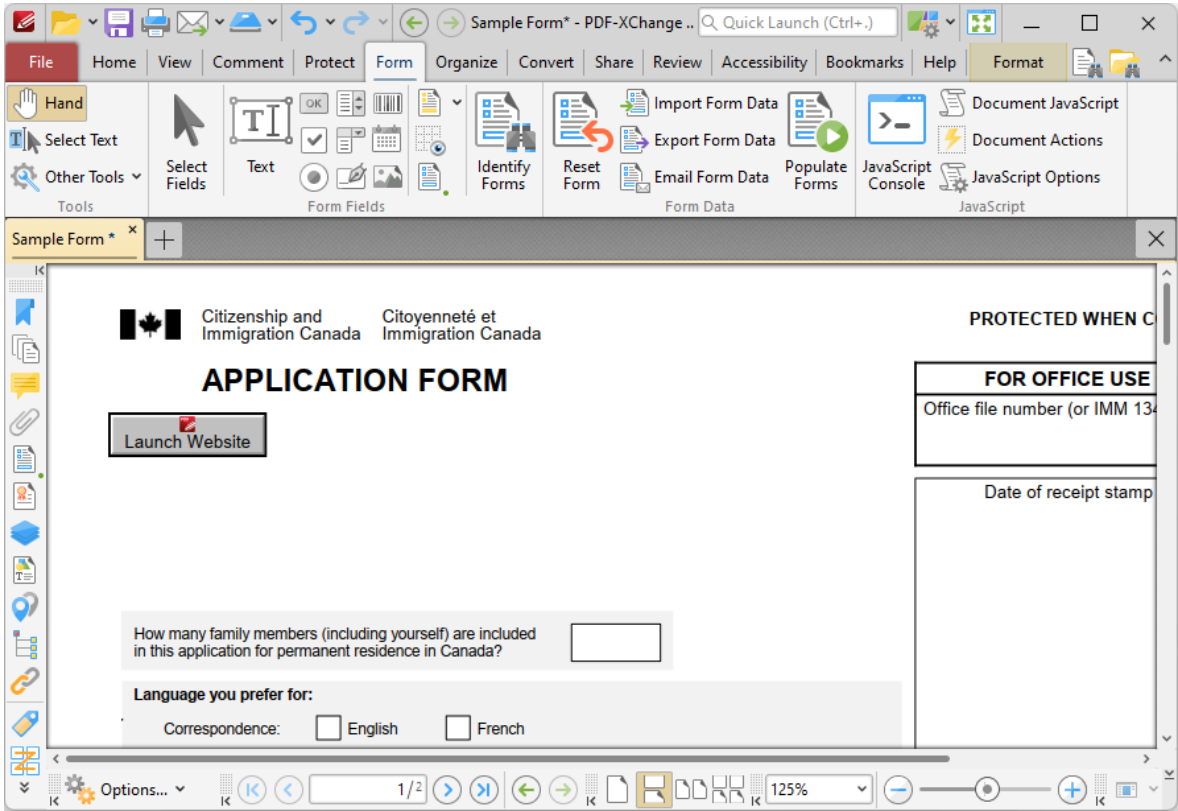 Sample Form* - PDF-XChange ..
Quick Launch (Ctrl+.)
File Home View Comment Protect Form Organize Convert Share Review Accessibility Bookmarks Help Format
Hand
Select Text
Other Tools
Tools
Select Fields
Text
OK
Form Fields
Identify Forms
Reset Form
Import Form Data
Export Form Data
Email Form Data
Populate Forms
Form Data
JavaScript Console
Document JavaScript
Document Actions
JavaScript Options
JavaScript
Sample Form *
Citizenship and
Immigration Canada
Citoyenneté et
Immigration Canada
PROTECTED WHEN C
APPLICATION FORM
FOR OFFICE USE
Office file number (or IMM 134
Launch Website
Date of receipt stamp
How many family members (including yourself) are included
in this application for permanent residence in Canada?
Language you prefer for:
Correspondence: English French
Options...
1/2
125%